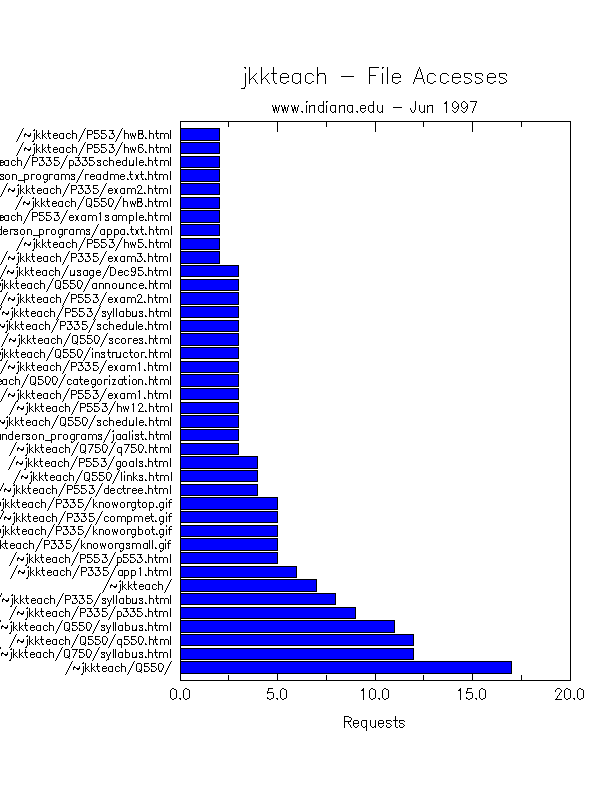 jkkteach – File Accesses
www.indiana.edu – Jun 1997
/~jkkteach/P553/hw8.html
/~jkkteach/P553/hw6.html
each/P335/p335schedule.html
son_programs/readme.txt.html
/~jkkteach/P335/exam2.html
/~jkkteach/Q550/hw8.html
each/P553/exam1sample.html
derson_programs/appa.txt.html
/~jkkteach/P553/hw5.html
/~jkkteach/P335/exam3.html
/~jkkteach/usage/Dec95.html
jkkteach/Q550/announce.html
/~jkkteach/P553/exam2.html
/~jkkteach/P553/syllabus.html
~jkkteach/P335/schedule.html
/~jkkteach/Q550/scores.html
jkkteach/Q550/instructor.html
/~jkkteach/P335/exam1.html
each/Q500/categorization.html
/~jkkteach/P553/exam1.html
/~jkkteach/P553/hw12.html
~jkkteach/Q550/schedule.html
nderson_programs/jaalist.html
/~jkkteach/Q750/q750.html
/~jkkteach/P553/goals.html
/~jkkteach/Q550/links.html
/~jkkteach/P553/dectree.html
jkkteach/P335/knoworgtop.gif
/~jkkteach/P335/compmet.gif
jkkteach/P335/knoworgbot.gif
kteach/P335/knoworgsmall.gif
/~jkkteach/P553/p553.html
/~jkkteach/P335/app1.html
/~jkkteach/
/~jkkteach/P335/syllabus.html
/~jkkteach/P335/p335.html
/~jkkteach/Q550/syllabus.html
/~jkkteach/Q550/q550.html
/~jkkteach/Q750/syllabus.html
/~jkkteach/Q550/
0.0 5.0 10.0 15.0 20.0
Requests